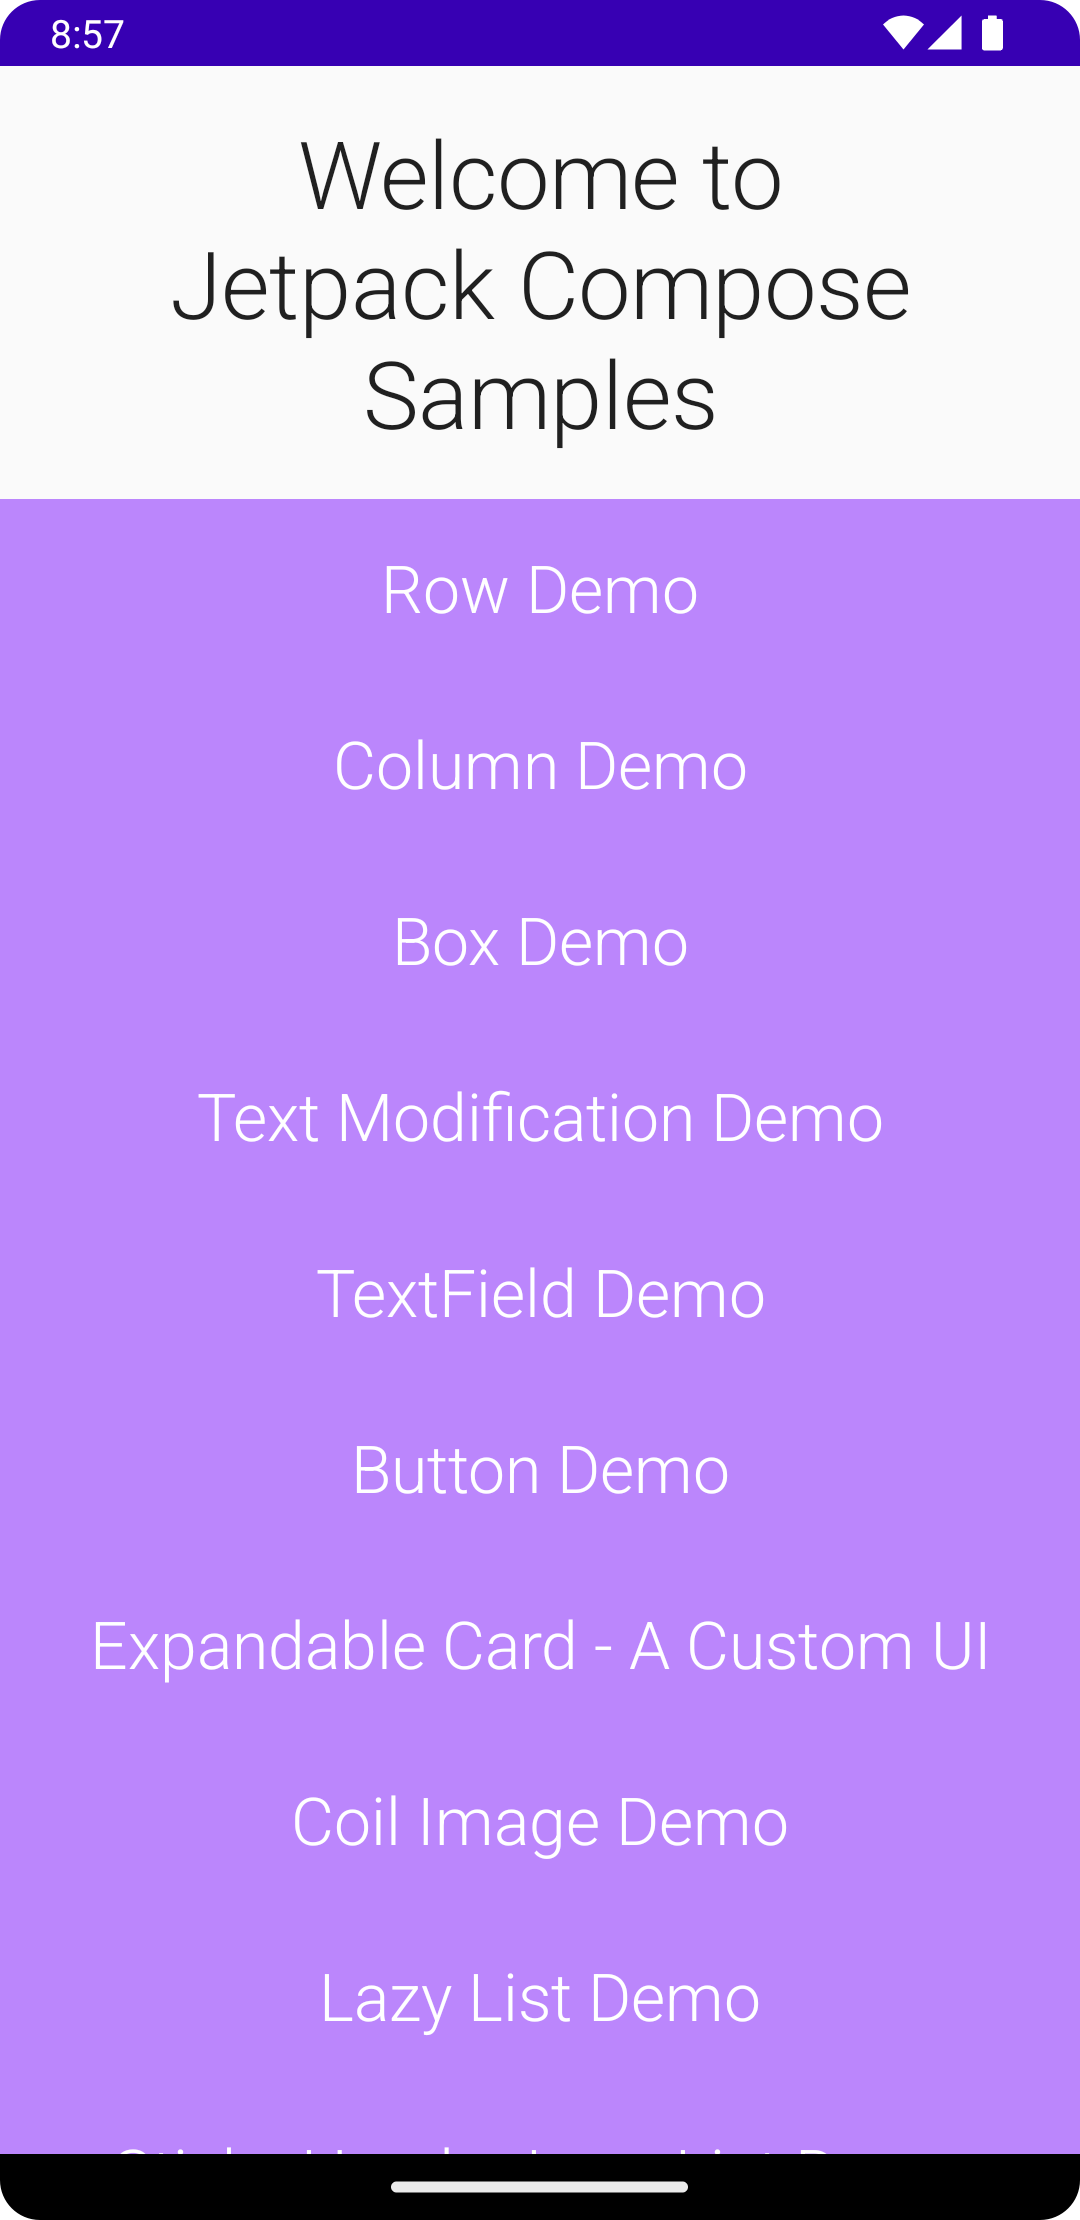 8:57
Welcome to
Jetpack Compose
Samples
Row Demo
Column Demo
Box Demo
Text Modification Demo
TextField Demo
Button Demo
Expandable Card - A Custom UI
Coil Image Demo
Lazy List Demo